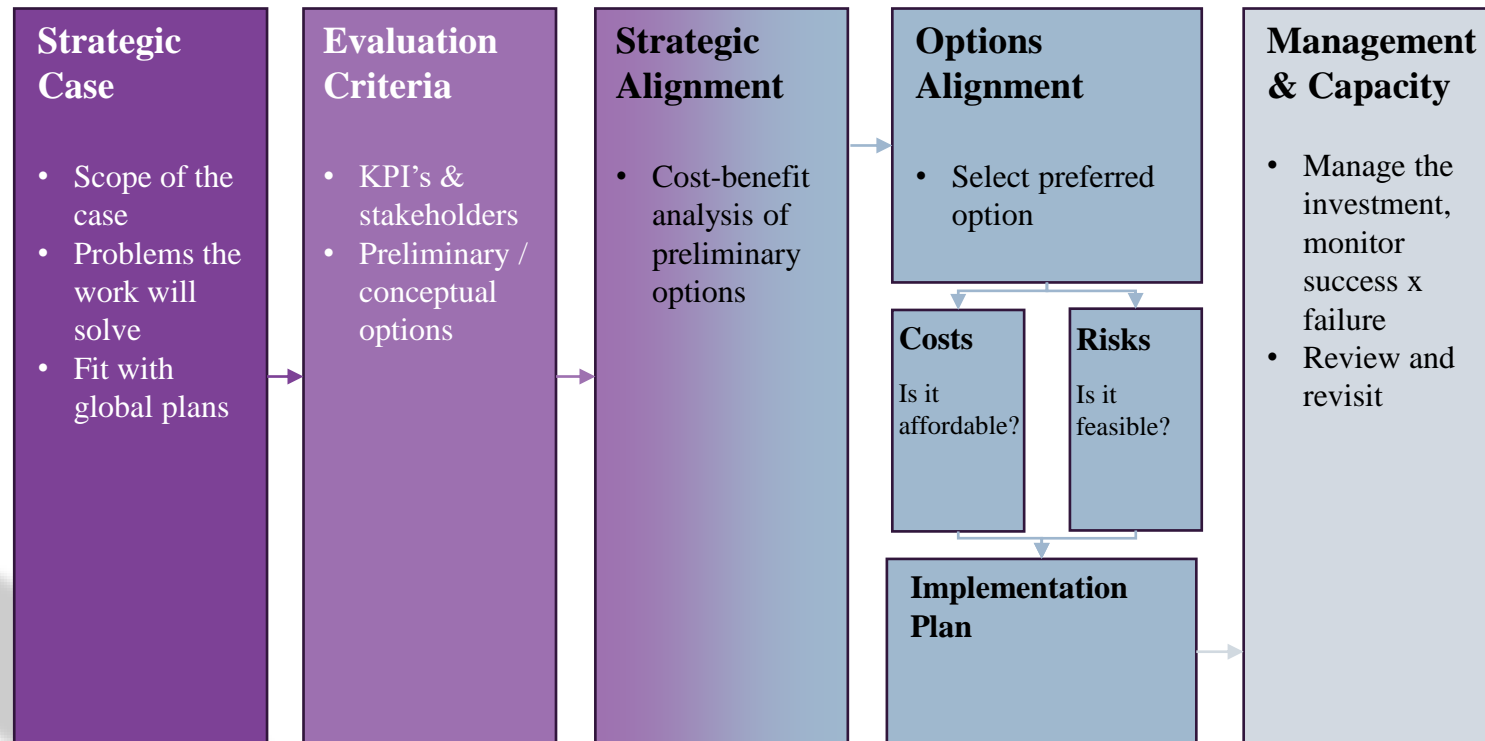 Strategic
Case
• Scope of the
case
• Problems the
work will
solve
• Fit with
global plans
Evaluation
Criteria
• KPI’s &
stakeholders
• Preliminary /
conceptual
options
Strategic
Alignment
• Cost-benefit
analysis of
preliminary
options
Options
Alignment
• Select preferred
option
Costs
Is it
affordable?
Risks
Is it
feasible?
Implementation
Plan
Management
& Capacity
• Manage the
investment,
monitor
success x
failure
• Review and
revisit